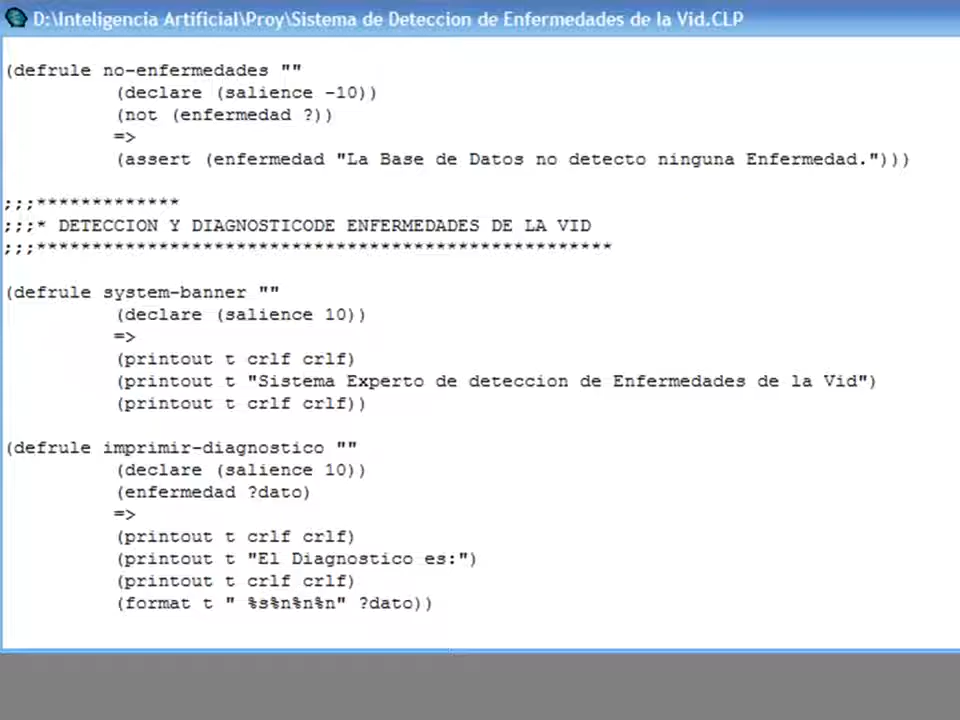 D:\Inteligencia Artificial\Proy\Sistema de Deteccion de Enfermedades de la Vid.CLP
(defrule no-enfermedades ""
(declare (salience -10))
(not (enfermedad ?))
=>
(assert (enfermedad "La Base de Datos no detecto ninguna Enfermedad.")))
;;;*************
;;;* DETECCION Y DIAGNOSTICODE ENFERMEDADES DE LA VID
;;;****************************************************
(defrule system-banner ""
(declare (salience 10))
=>
(printout t crlf crlf)
(printout t "Sistema Experto de deteccion de Enfermedades de la Vid")
(printout t crlf crlf))
(defrule imprimir-diagnostico ""
(declare (salience 10))
(enfermedad ?dato)
=>
(printout t crlf crlf)
(printout t "El Diagnostico es:")
(printout t crlf crlf)
(format t " %s%n%n%n" ?dato))